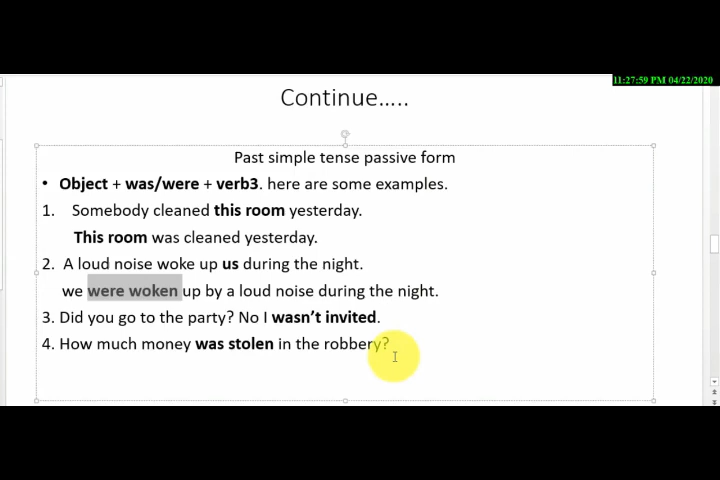 11:27:59 PM 04/22/2020
Continue…..
Past simple tense passive form
• Object + was/were + verb3. here are some examples.
1. Somebody cleaned this room yesterday.
This room was cleaned yesterday.
2. A loud noise woke up us during the night.
we were woken up by a loud noise during the night.
3. Did you go to the party? No I wasn't invited.
4. How much money was stolen in the robbery?